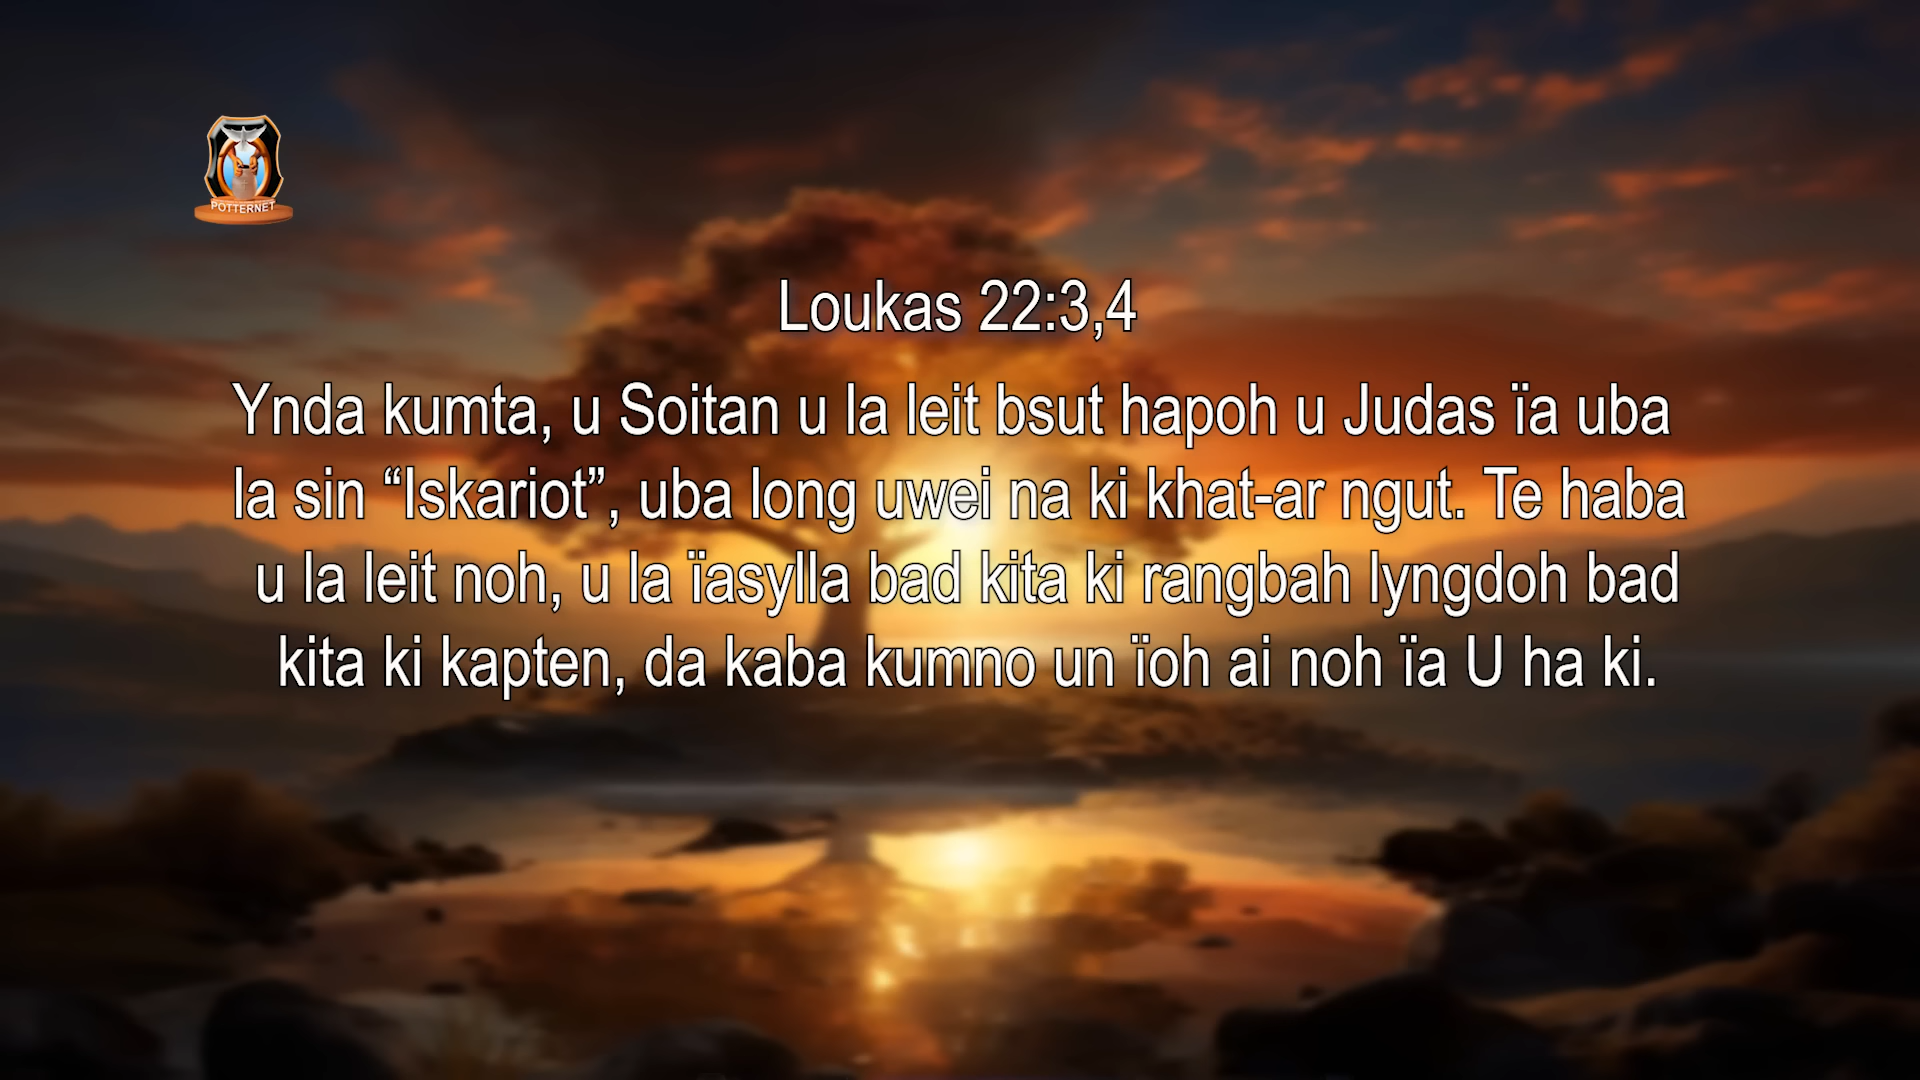 POTTERNET
Loukas 22:3,4
Ynda kumta, u Soitan u la leit bsut hapoh u Judas ïa uba
la sin “Iskariot”, uba long uwei na ki khat-ar ngut. Te haba
u la leit noh, u la ïasylla bad kita ki rangbah lyngdoh bad
kita ki kapten, da kaba kumno un ïoh ai noh ïa U ha ki.